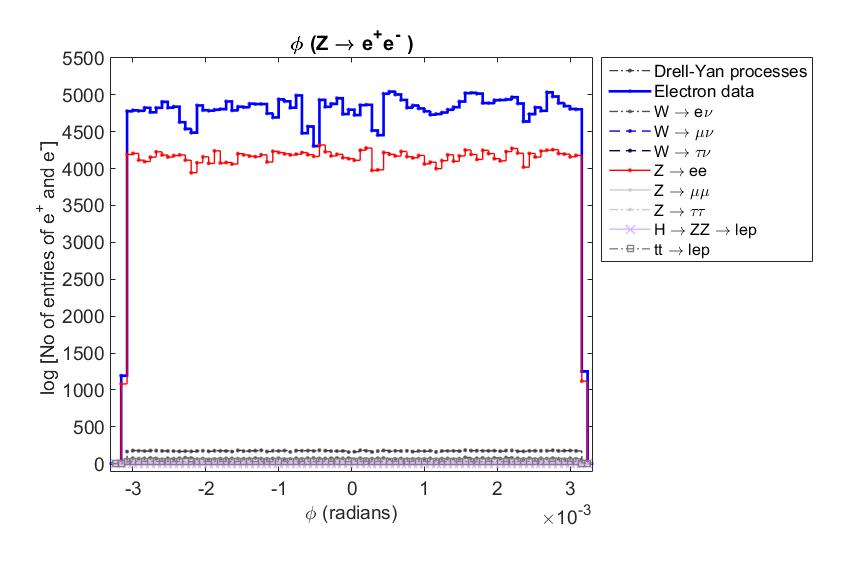 ϕ (Z → e⁺e⁻ )
5500
5000
4500
4000
3500
3000
2500
2000
1500
1000
500
0
log [No of entries of e⁺ and e⁻]
-3 -2 -1 0 1 2 3
ϕ (radians)
×10⁻³
Drell-Yan processes
Electron data
W → eν
W → μν
W → τν
Z → ee
Z → μμ
Z → ττ
H → ZZ → lep
tt → lep